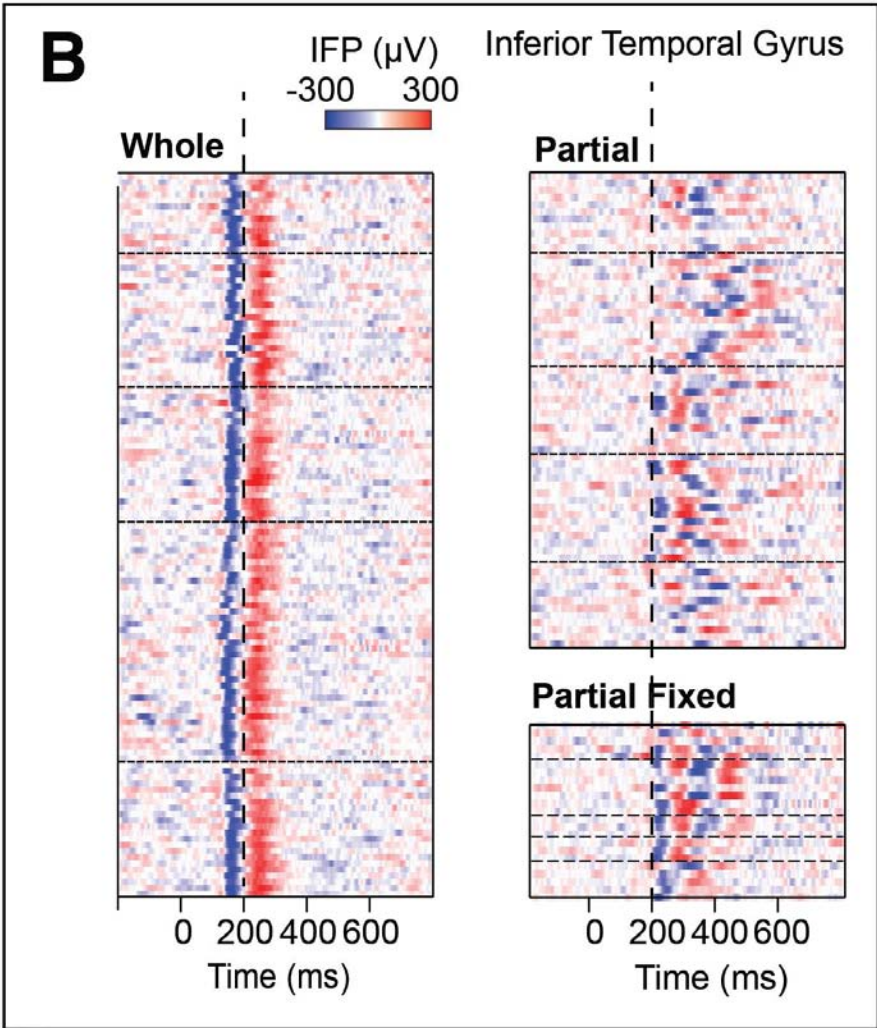 B
IFP (µV)
-300 300
Inferior Temporal Gyrus
Whole
Partial
Partial Fixed
0 200 400 600
Time (ms)
0 200 400 600
Time (ms)